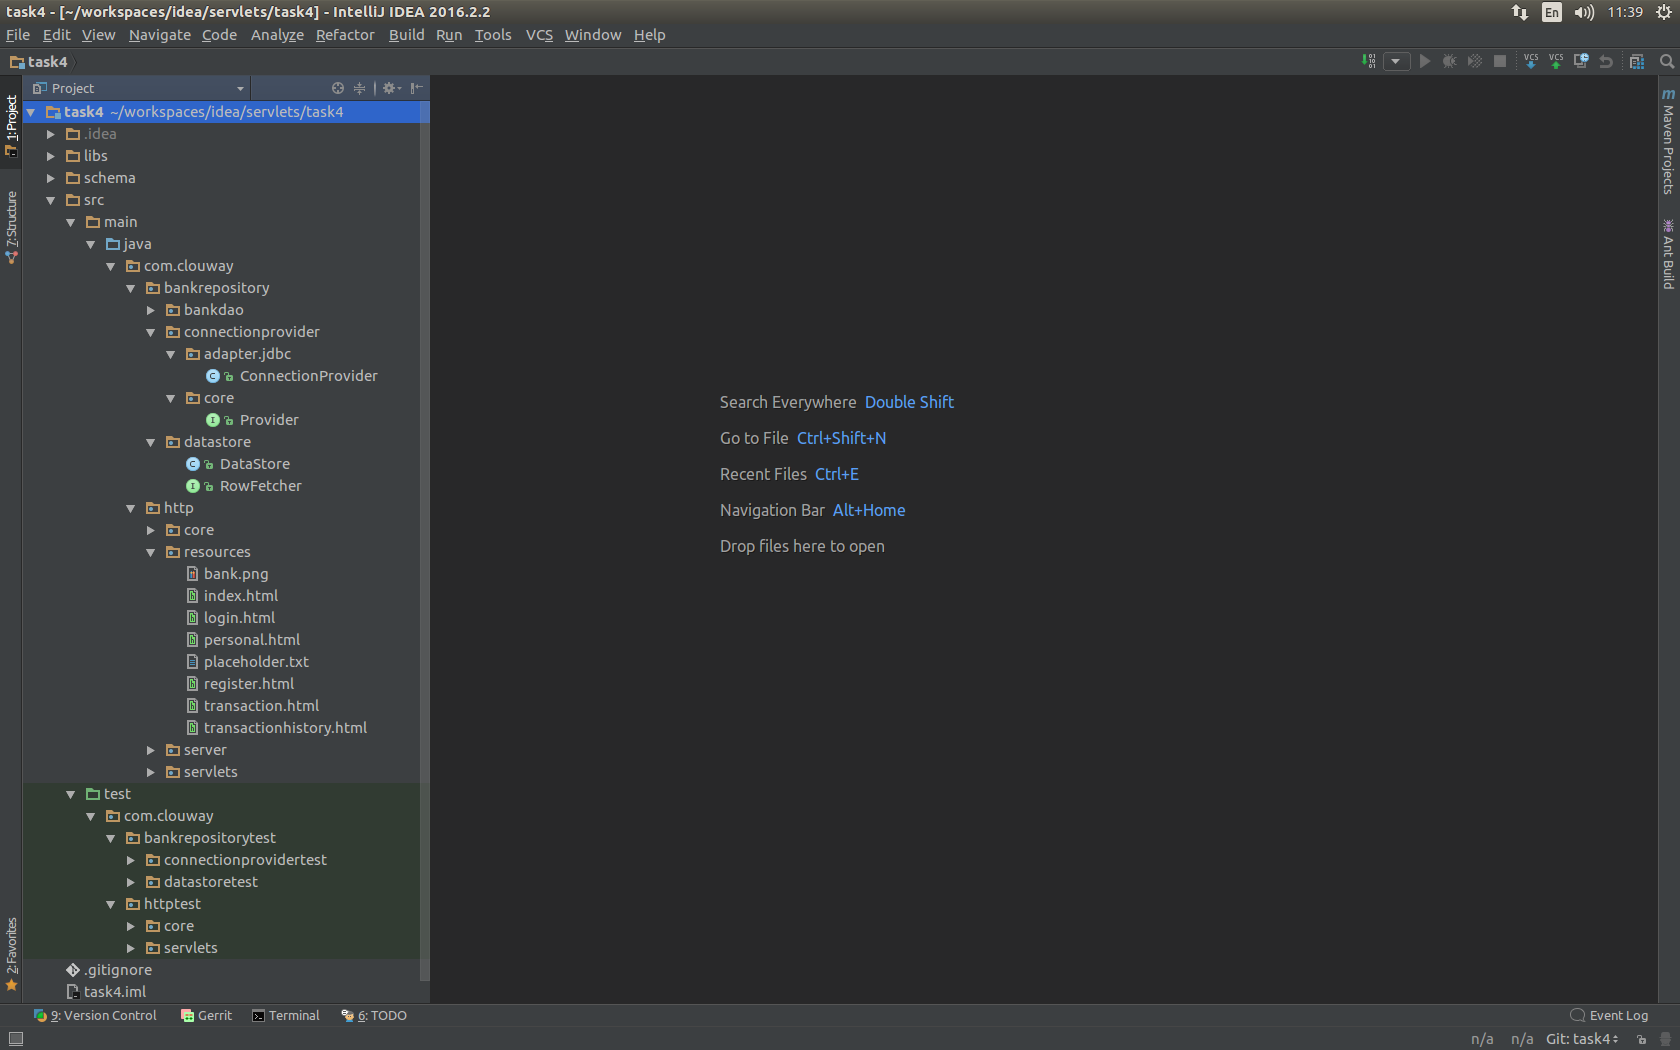 task4 - [~/workspaces/idea/servlets/task4] - IntelliJ IDEA 2016.2.2
En
11:39
File Edit View Navigate Code Analyze Refactor Build Run Tools VCS Window Help
task4
VCS VCS
Project
1: Project
7: Structure
2: Favorites
task4 ~/workspaces/idea/servlets/task4
.idea
libs
schema
src
main
java
com.clouway
bankrepository
bankdao
connectionprovider
adapter.jdbc
ConnectionProvider
core
Provider
datastore
DataStore
RowFetcher
http
core
resources
bank.png
index.html
login.html
personal.html
placeholder.txt
register.html
transaction.html
transactionhistory.html
server
servlets
test
com.clouway
bankrepositorytest
connectionprovidertest
datastoretest
httptest
core
servlets
.gitignore
task4.iml
Search Everywhere Double Shift
Go to File Ctrl+Shift+N
Recent Files Ctrl+E
Navigation Bar Alt+Home
Drop files here to open
Maven Projects
Ant Build
9: Version Control Gerrit Terminal 6: TODO
Event Log
n/a n/a Git: task4